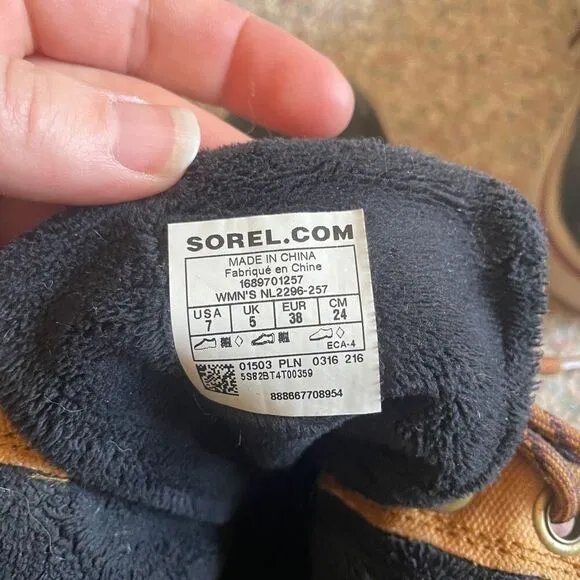 SOREL.COM
MADE IN CHINA
Fabriqué en Chine
1689701257
WMN'S NL2296-257
USA UK EUR CM
7 5 38 24
ECA-4
01503 PLN 0316 216
5S82BT4T00359
888667708954